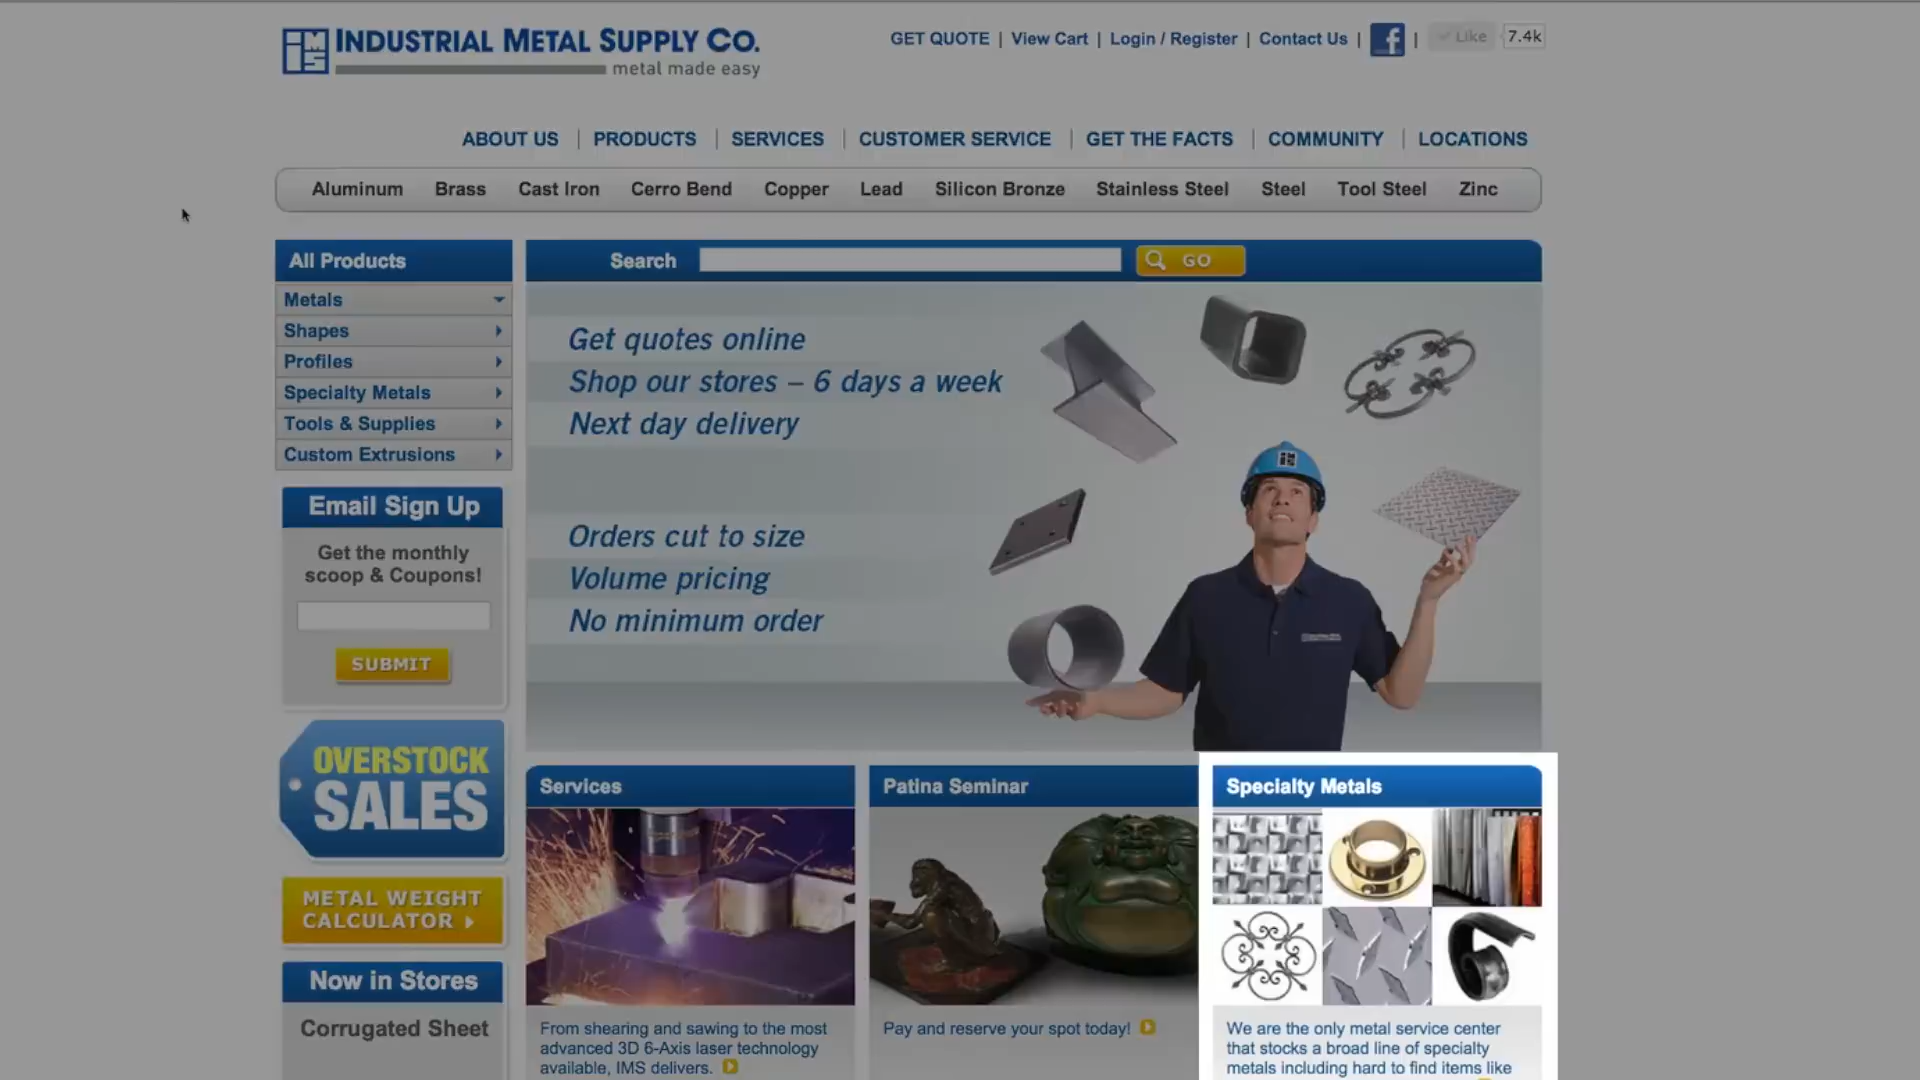 IMS INDUSTRIAL METAL SUPPLY CO.
metal made easy
GET QUOTE | View Cart | Login / Register | Contact Us | f | Like 7.4k
ABOUT US | PRODUCTS | SERVICES | CUSTOMER SERVICE | GET THE FACTS | COMMUNITY | LOCATIONS
Aluminum Brass Cast Iron Cerro Bend Copper Lead Silicon Bronze Stainless Steel Steel Tool Steel Zinc
All Products
Metals
Shapes
Profiles
Specialty Metals
Tools & Supplies
Custom Extrusions
Search GO
Get quotes online
Shop our stores – 6 days a week
Next day delivery
Orders cut to size
Volume pricing
No minimum order
Email Sign Up
Get the monthly
scoop & Coupons!
SUBMIT
OVERSTOCK
SALES
METAL WEIGHT
CALCULATOR
Now in Stores
Corrugated Sheet
Services
From shearing and sawing to the most
advanced 3D 6-Axis laser technology
available, IMS delivers.
Patina Seminar
Pay and reserve your spot today!
Specialty Metals
We are the only metal service center
that stocks a broad line of specialty
metals including hard to find items like